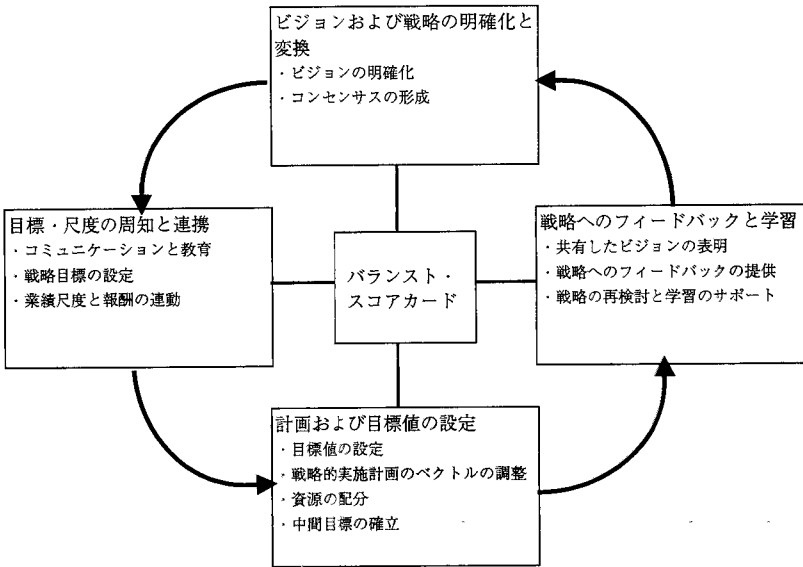 ビジョンおよび戦略の明確化と
変換
・ビジョンの明確化
・コンセンサスの形成
目標・尺度の周知と連携
・コミュニケーションと教育
・戦略目標の設定
・業績尺度と報酬の連動
バランスト・
スコアカード
戦略へのフィードバックと学習
・共有したビジョンの表明
・戦略へのフィードバックの提供
・戦略の再検討と学習のサポート
計画および目標値の設定
・目標値の設定
・戦略的実施計画のベクトルの調整
・資源の配分
・中間目標の確立